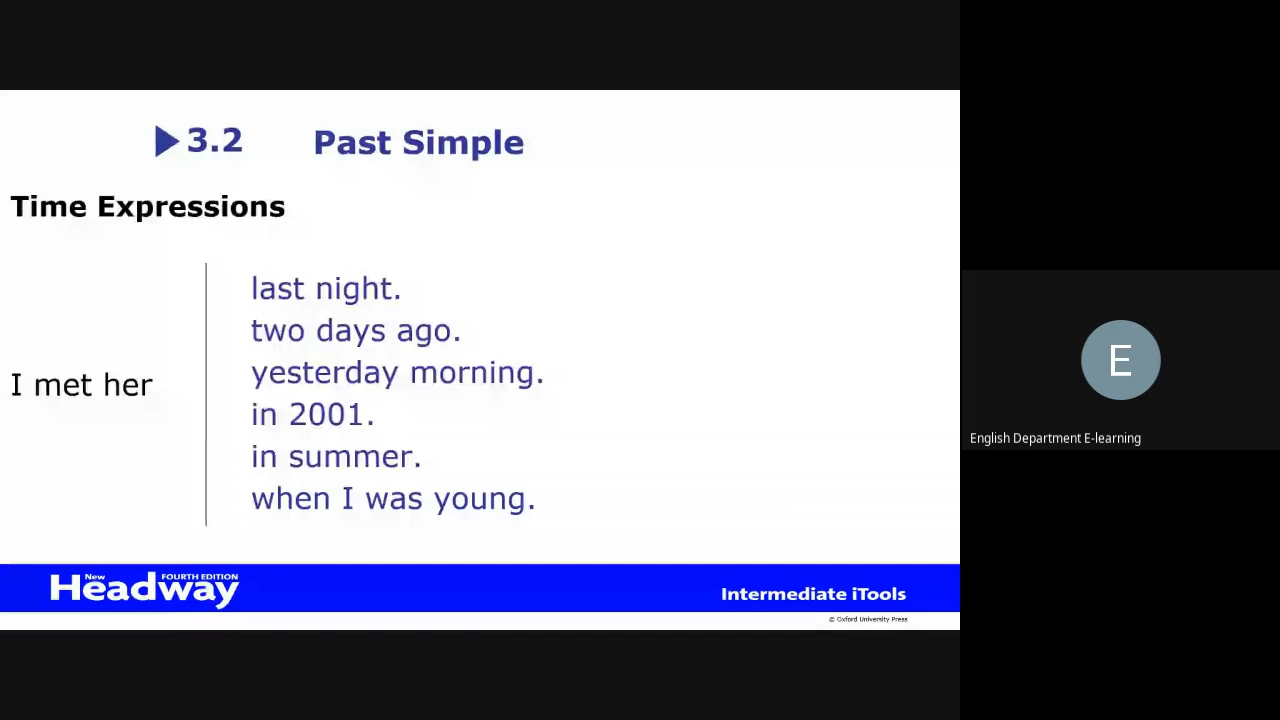 3.2 Past Simple
Time Expressions
I met her
last night.
two days ago.
yesterday morning.
in 2001.
in summer.
when I was young.
New Headway FOURTH EDITION
Intermediate iTools
© Oxford University Press
E
English Department E-learning